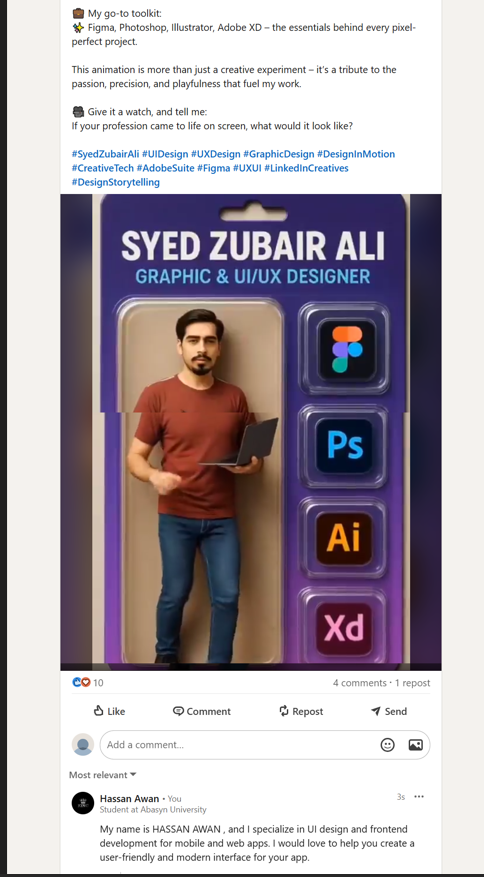 💼 My go-to toolkit:
✨ Figma, Photoshop, Illustrator, Adobe XD – the essentials behind every pixel-
perfect project.
This animation is more than just a creative experiment – it's a tribute to the
passion, precision, and playfulness that fuel my work.
Give it a watch, and tell me:
If your profession came to life on screen, what would it look like?
#SyedZubairAli #UIDesign #UXDesign #GraphicDesign #DesignInMotion
#CreativeTech #AdobeSuite #Figma #UXUI #LinkedInCreatives
#DesignStorytelling
SYED ZUBAIR ALI
GRAPHIC & UI/UX DESIGNER
Ps
Ai
Xd
10
4 comments · 1 repost
Like
Comment
Repost
Send
Add a comment...
Most relevant
Hassan Awan • You
3s
Student at Abasyn University
My name is HASSAN AWAN , and I specialize in UI design and frontend
development for mobile and web apps. I would love to help you create a
user-friendly and modern interface for your app.